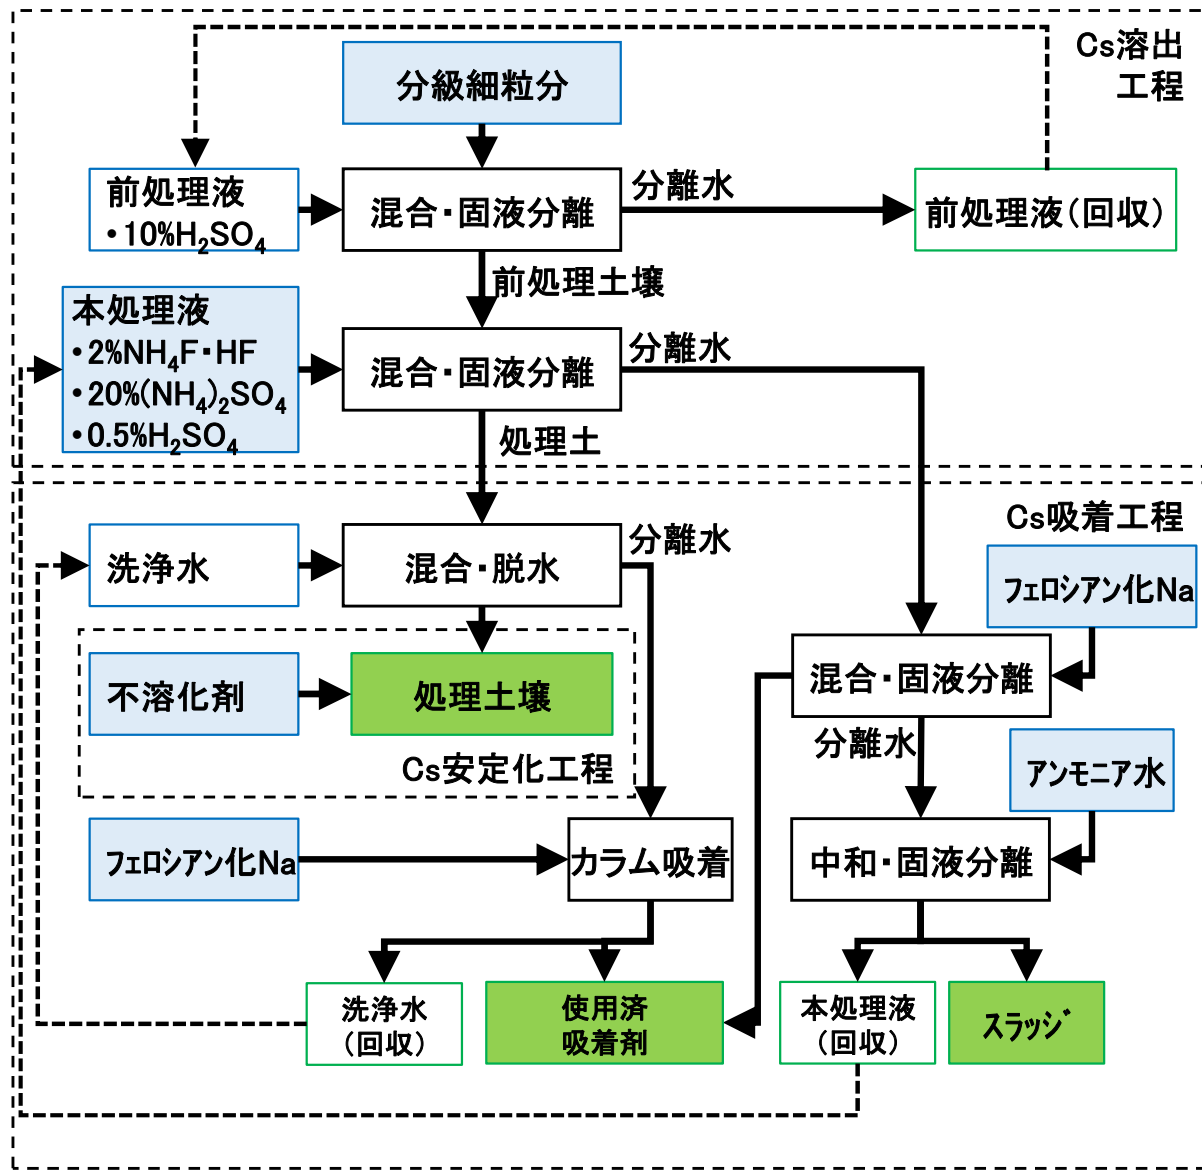 Cs溶出
工程
分級細粒分
前処理液
・10%H₂SO₄
混合・固液分離
分離水
前処理液(回収)
前処理土壌
本処理液
・2%NH₄F・HF
・20%(NH₄)₂SO₄
・0.5%H₂SO₄
混合・固液分離
分離水
処理土
Cs吸着工程
洗浄水
混合・脱水
分離水
フェロシアン化Na
不溶化剤
処理土壌
混合・固液分離
Cs安定化工程
分離水
アンモニア水
フェロシアン化Na
カラム吸着
中和・固液分離
洗浄水
(回収)
使用済
吸着剤
本処理液
(回収)
スラッジ